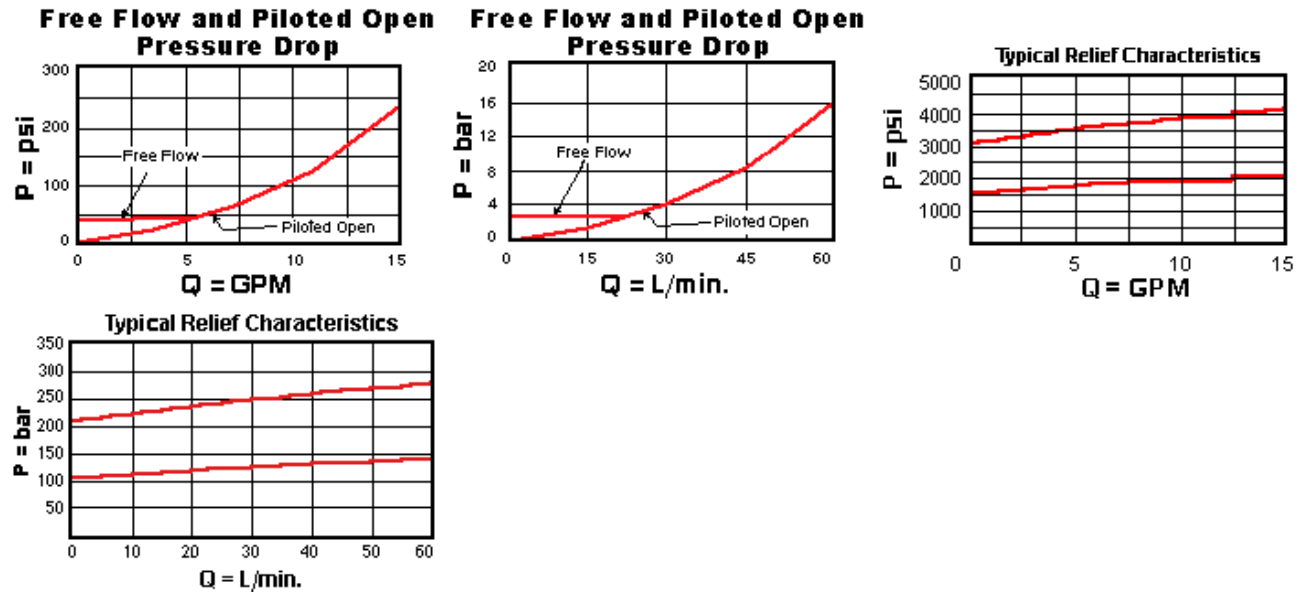 Free Flow and Piloted Open
Pressure Drop
300
200
100
0
P = psi
Free Flow
Piloted Open
0
5
10
15
Q = GPM
Free Flow and Piloted Open
Pressure Drop
20
16
12
8
4
0
P = bar
Free Flow
Piloted Open
0
15
30
45
60
Q = L/min.
Typical Relief Characteristics
5000
4000
3000
2000
1000
P = psi
0
5
10
15
Q = GPM
Typical Relief Characteristics
350
300
250
200
150
100
50
P = bar
0
10
20
30
40
50
60
Q = L/min.